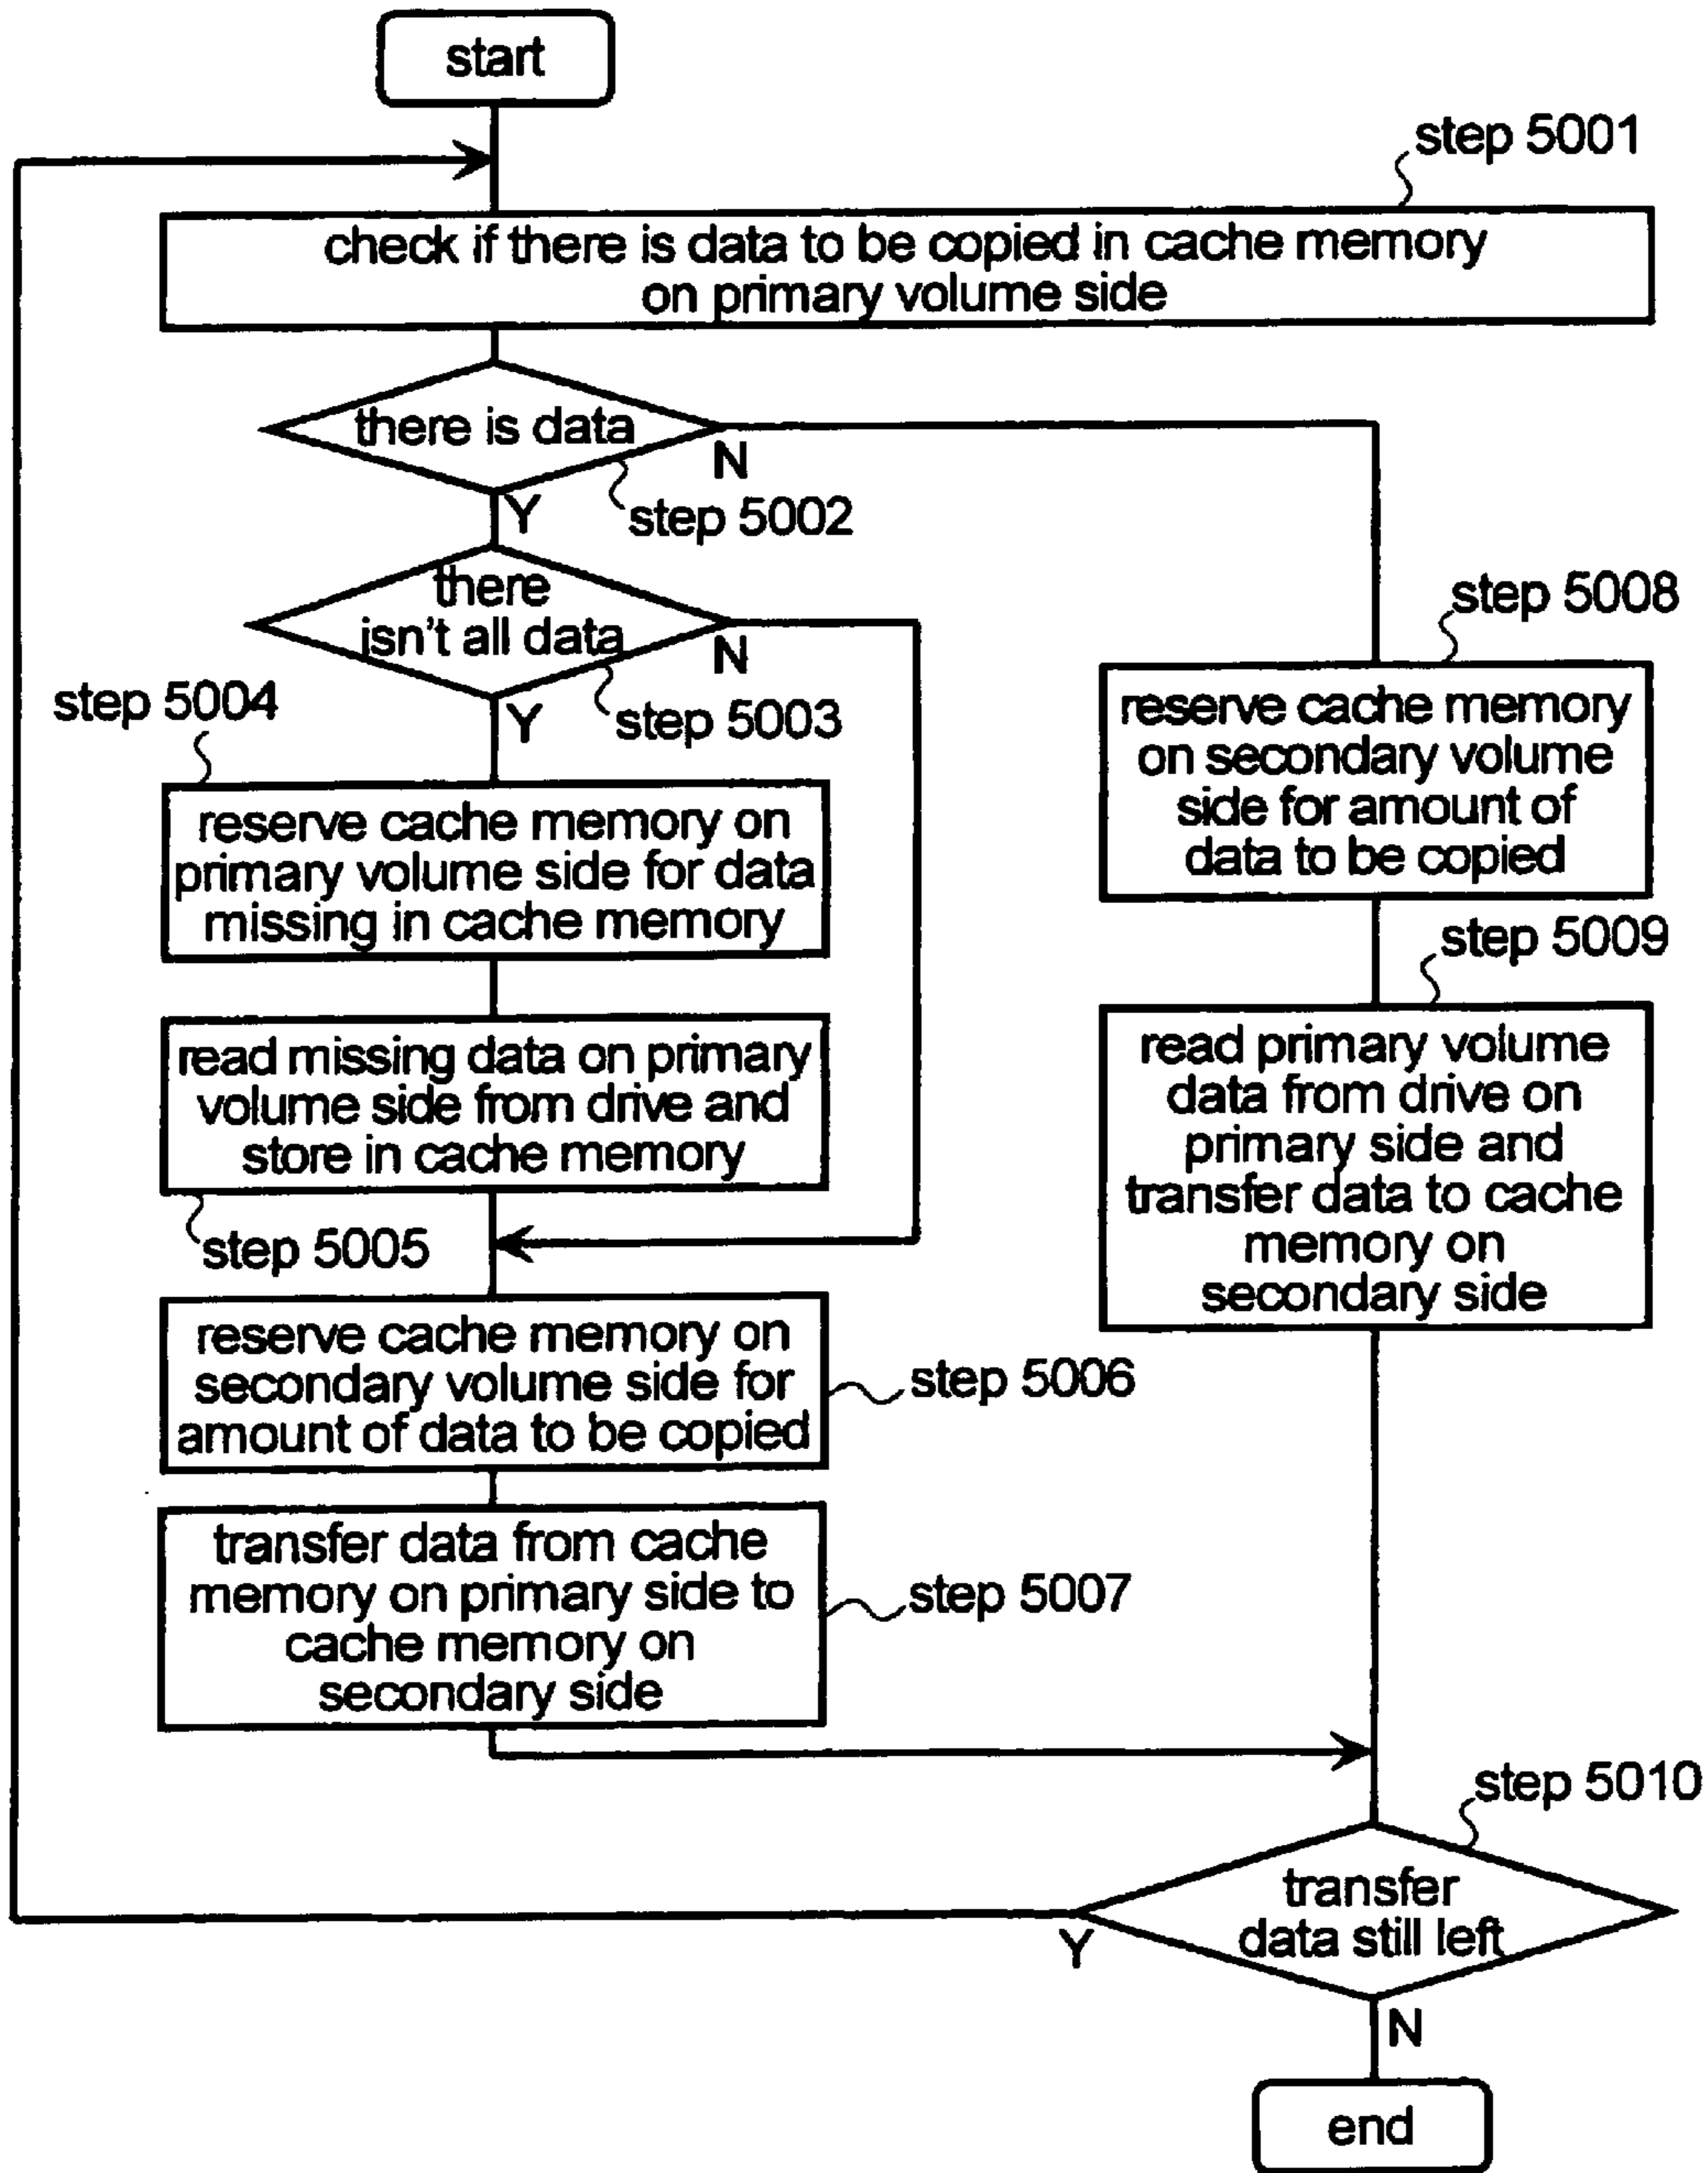 start
step 5001
check if there is data to be copied in cache memory
on primary volume side
there is data
N
Y
step 5002
there
isn't all data
N
Y
step 5003
step 5004
reserve cache memory on
primary volume side for data
missing in cache memory
read missing data on primary
volume side from drive and
store in cache memory
step 5005
reserve cache memory on
secondary volume side for
amount of data to be copied
step 5006
transfer data from cache
memory on primary side to
cache memory on
secondary side
step 5007
step 5008
reserve cache memory
on secondary volume
side for amount of
data to be copied
step 5009
read primary volume
data from drive on
primary side and
transfer data to cache
memory on
secondary side
step 5010
transfer
data still left
Y
N
end